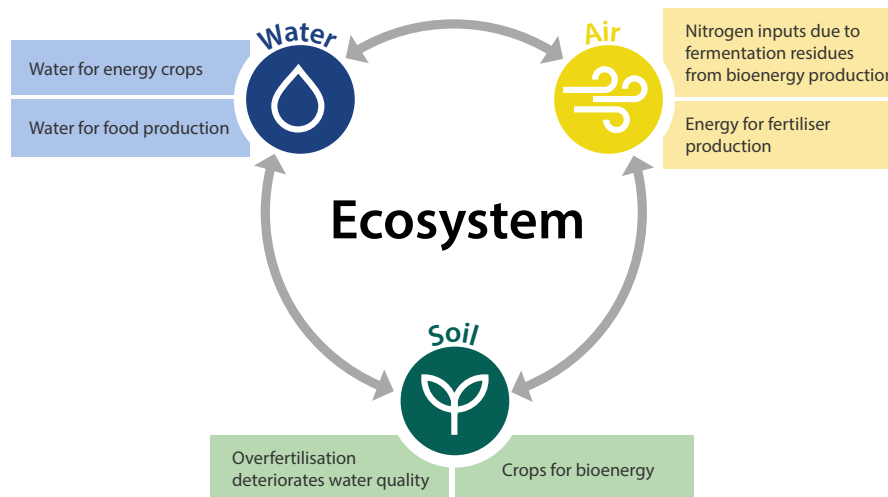 Water
Air
Water for energy crops
Water for food production
Nitrogen inputs due to
fermentation residues
from bioenergy production
Energy for fertiliser
production
Ecosystem
Soil
Overfertilisation
deteriorates water quality
Crops for bioenergy